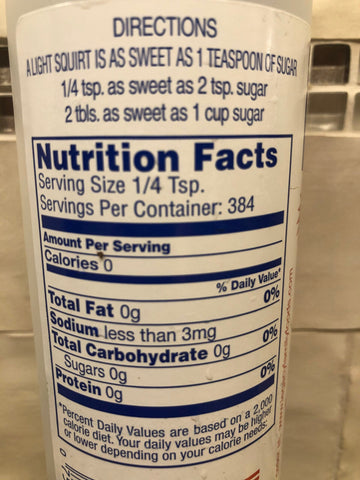 DIRECTIONS
A LIGHT SQUIRT IS AS SWEET AS 1 TEASPOON OF SUGAR
1/4 tsp. as sweet as 2 tsp. sugar
2 tbls. as sweet as 1 cup sugar
Nutrition Facts
Serving Size 1/4 Tsp.
Servings Per Container: 384
Amount Per Serving
Calories 0
% Daily Value*
Total Fat 0g 0%
Sodium less than 3mg 0%
Total Carbohydrate 0g 0%
Sugars 0g
Protein 0g
*Percent Daily Values are based on a 2,000
calorie diet. Your daily values may be higher
or lower depending on your calorie needs: